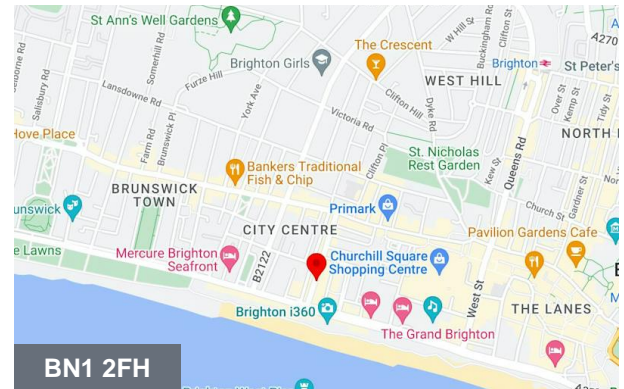 St Ann's Well Gardens
W Hill St
Clifton St
Buckingham Rd
A270
The Crescent
Brighton Girls
Somerhill Rd
Furze Hill
WEST HILL
Brighton
St Peter's
Salisbury Rd
Lansdowne Rd
York Ave
Clifton Hill
Dyke Rd
Over St
Kemp St
Tidy St
Victoria Rd
Hove Place
Farm Rd
Brunswick Pl
Clifton Pl
NORTH
St. Nicholas
Rest Garden
Queens Rd
Kew St
Bankers Traditional
Fish & Chip
BRUNSWICK
TOWN
Primark
Church St
Gardner St
unswick
CITY CENTRE
Pavilion Gardens Cafe
e Lawns
Mercure Brighton
Seafront
B2122
Churchill Square
Shopping Centre
West St
Brighton i360
THE LANES
The Grand Brighton
BN1 2FH